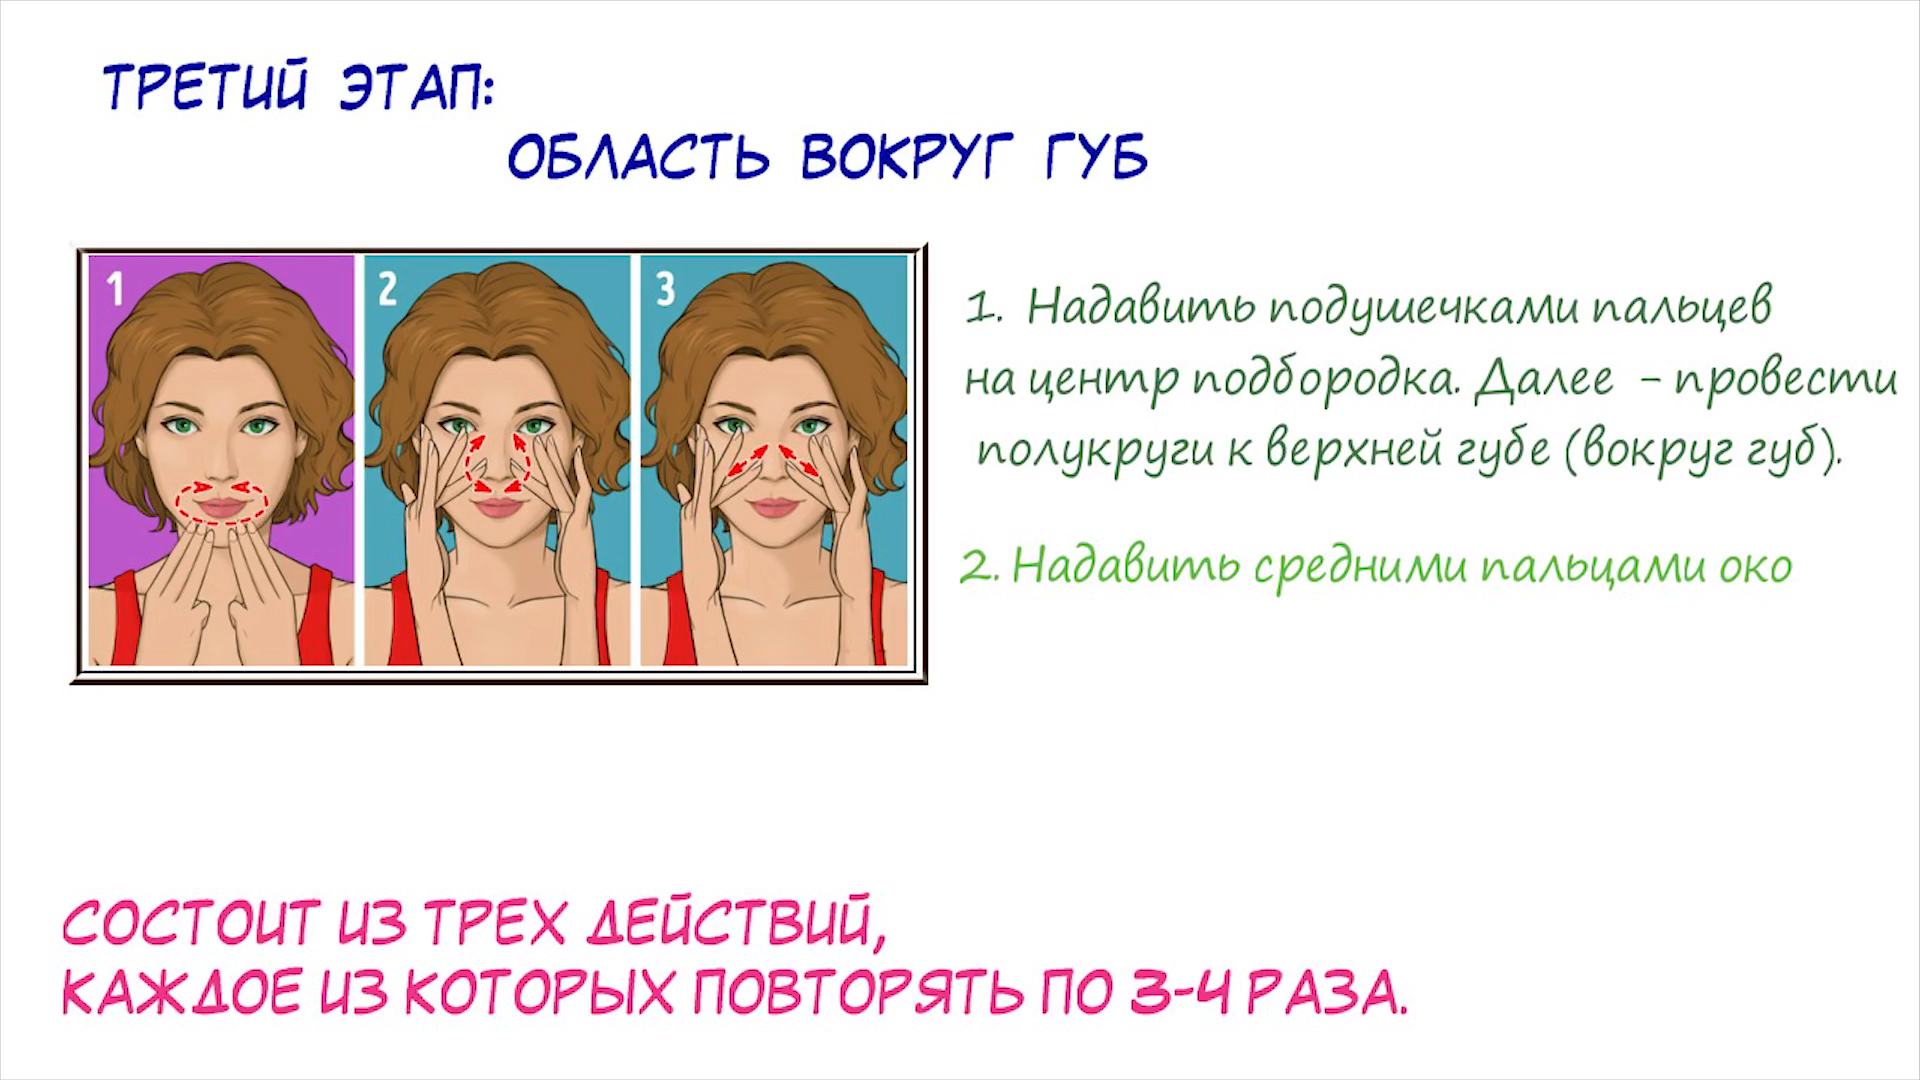 ТРЕТИЙ ЭТАП:
ОБЛАСТЬ ВОКРУГ ГУБ
1
2
3
1. Надавить подушечками пальцев
на центр подбородка. Далее - провести
полукруги к верхней губе (вокруг губ).
2. Надавить средними пальцами око
СОСТОИТ ИЗ ТРЕХ ДЕЙСТВИЙ,
КАЖДОЕ ИЗ КОТОРЫХ ПОВТОРЯТЬ ПО 3-4 РАЗА.